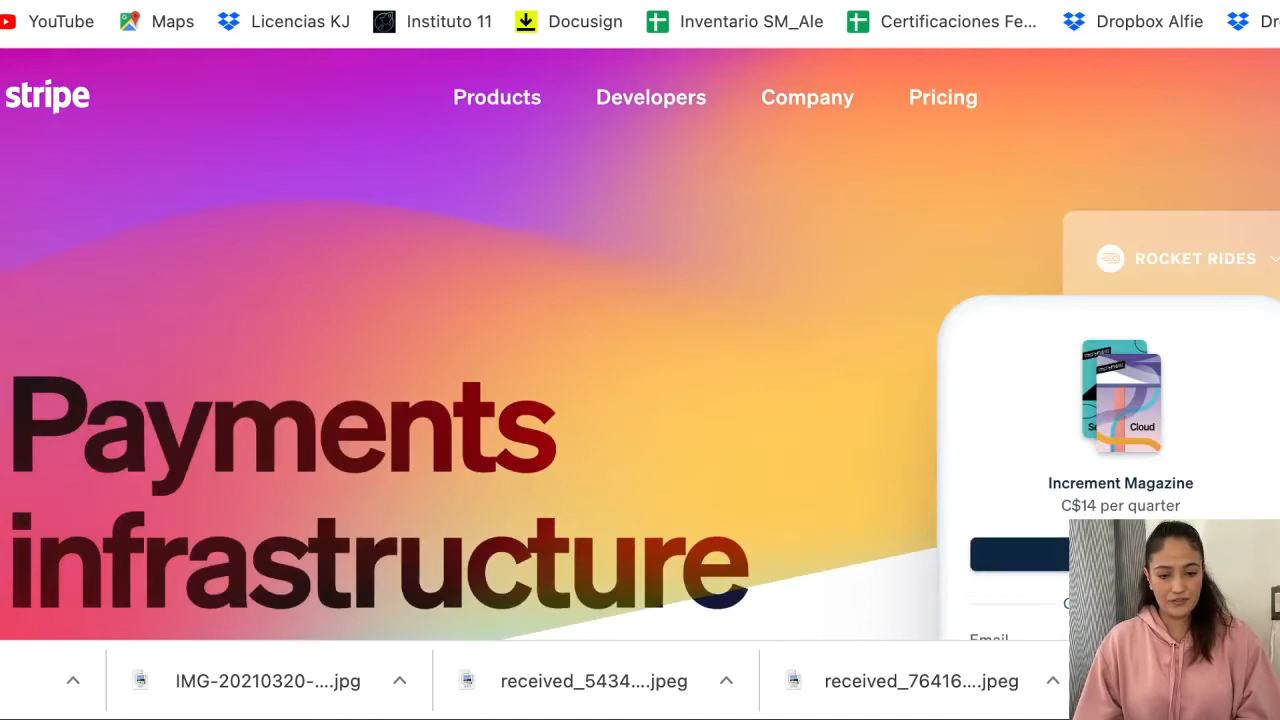 YouTube Maps Licencias KJ Instituto 11 Docusign Inventario SM_Ale Certificaciones Fe... Dropbox Alfie Dr
stripe Products Developers Company Pricing
ROCKET RIDES
Cloud
Increment Magazine
C$14 per quarter
Payments
infrastructure
Email
IMG-20210320-....jpg received_5434....jpeg received_76416....jpeg